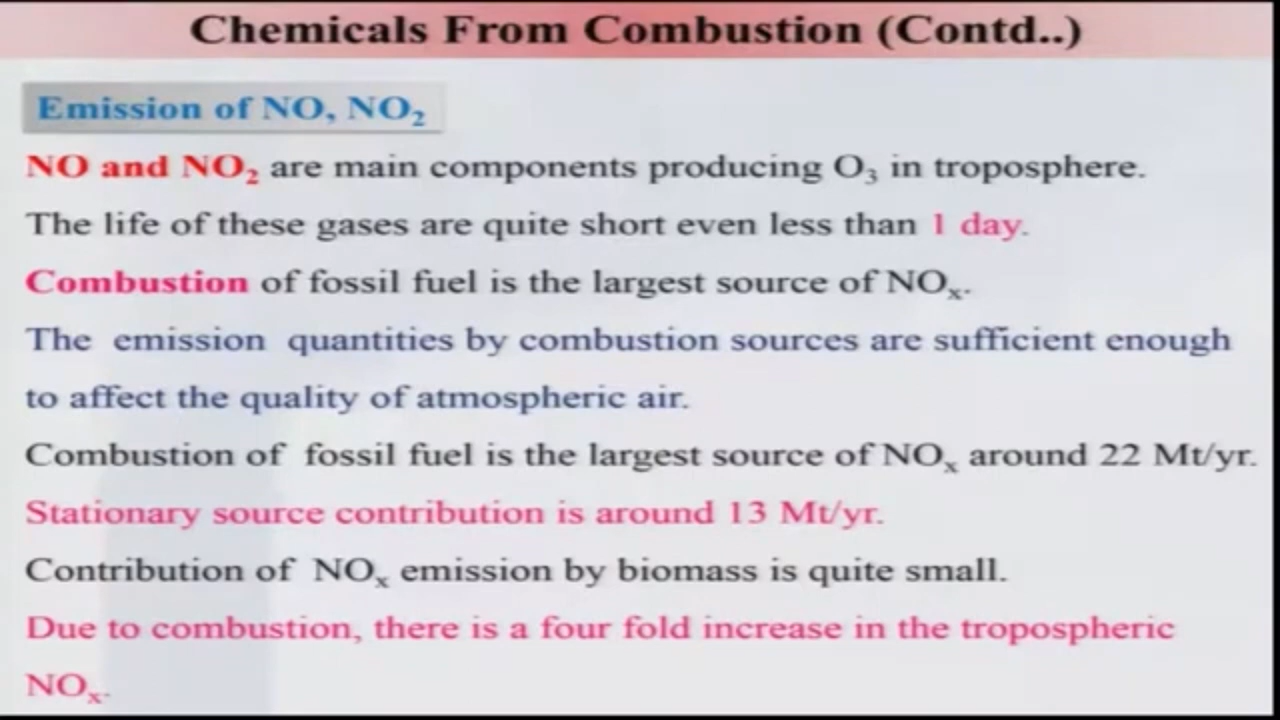 Chemicals From Combustion (Contd..)
Emission of NO, NO₂
NO and NO₂ are main components producing O₃ in troposphere.
The life of these gases are quite short even less than 1 day.
Combustion of fossil fuel is the largest source of NOₓ.
The emission quantities by combustion sources are sufficient enough
to affect the quality of atmospheric air.
Combustion of fossil fuel is the largest source of NOₓ around 22 Mt/yr.
Stationary source contribution is around 13 Mt/yr.
Contribution of NOₓ emission by biomass is quite small.
Due to combustion, there is a four fold increase in the tropospheric
NOₓ.